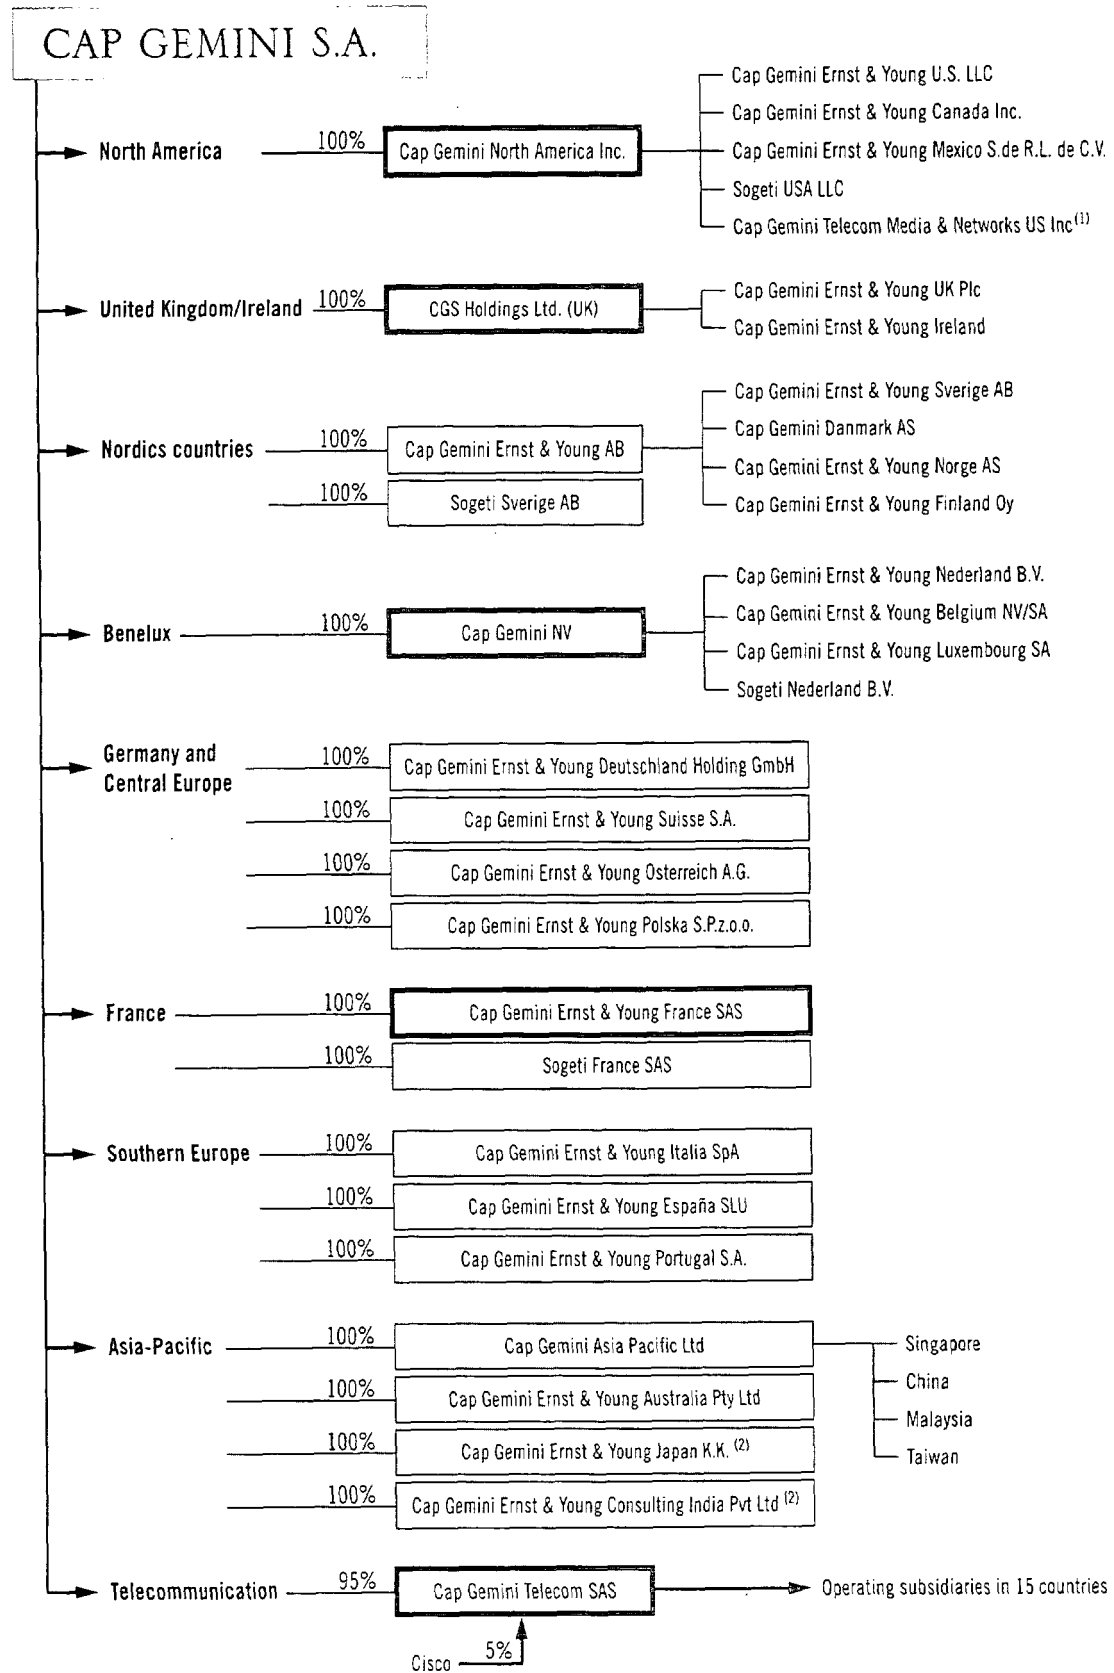 CAP GEMINI S.A.
North America
100%
Cap Gemini North America Inc.
Cap Gemini Ernst & Young U.S. LLC
Cap Gemini Ernst & Young Canada Inc.
Cap Gemini Ernst & Young Mexico S.de R.L. de C.V.
Sogeti USA LLC
Cap Gemini Telecom Media & Networks US Inc(1)
United Kingdom/Ireland
100%
CGS Holdings Ltd. (UK)
Cap Gemini Ernst & Young UK Plc
Cap Gemini Ernst & Young Ireland
Nordics countries
100%
Cap Gemini Ernst & Young AB
100%
Sogeti Sverige AB
Cap Gemini Ernst & Young Sverige AB
Cap Gemini Danmark AS
Cap Gemini Ernst & Young Norge AS
Cap Gemini Ernst & Young Finland Oy
Benelux
100%
Cap Gemini NV
Cap Gemini Ernst & Young Nederland B.V.
Cap Gemini Ernst & Young Belgium NV/SA
Cap Gemini Ernst & Young Luxembourg SA
Sogeti Nederland B.V.
Germany and
Central Europe
100%
Cap Gemini Ernst & Young Deutschland Holding GmbH
100%
Cap Gemini Ernst & Young Suisse S.A.
100%
Cap Gemini Ernst & Young Osterreich A.G.
100%
Cap Gemini Ernst & Young Polska S.P.z.o.o.
France
100%
Cap Gemini Ernst & Young France SAS
100%
Sogeti France SAS
Southern Europe
100%
Cap Gemini Ernst & Young Italia SpA
100%
Cap Gemini Ernst & Young España SLU
100%
Cap Gemini Ernst & Young Portugal S.A.
Asia-Pacific
100%
Cap Gemini Asia Pacific Ltd
Singapore
China
Malaysia
Taiwan
100%
Cap Gemini Ernst & Young Australia Pty Ltd
100%
Cap Gemini Ernst & Young Japan K.K. (2)
100%
Cap Gemini Ernst & Young Consulting India Pvt Ltd (2)
Telecommunication
95%
Cap Gemini Telecom SAS
Operating subsidiaries in 15 countries
Cisco
5%